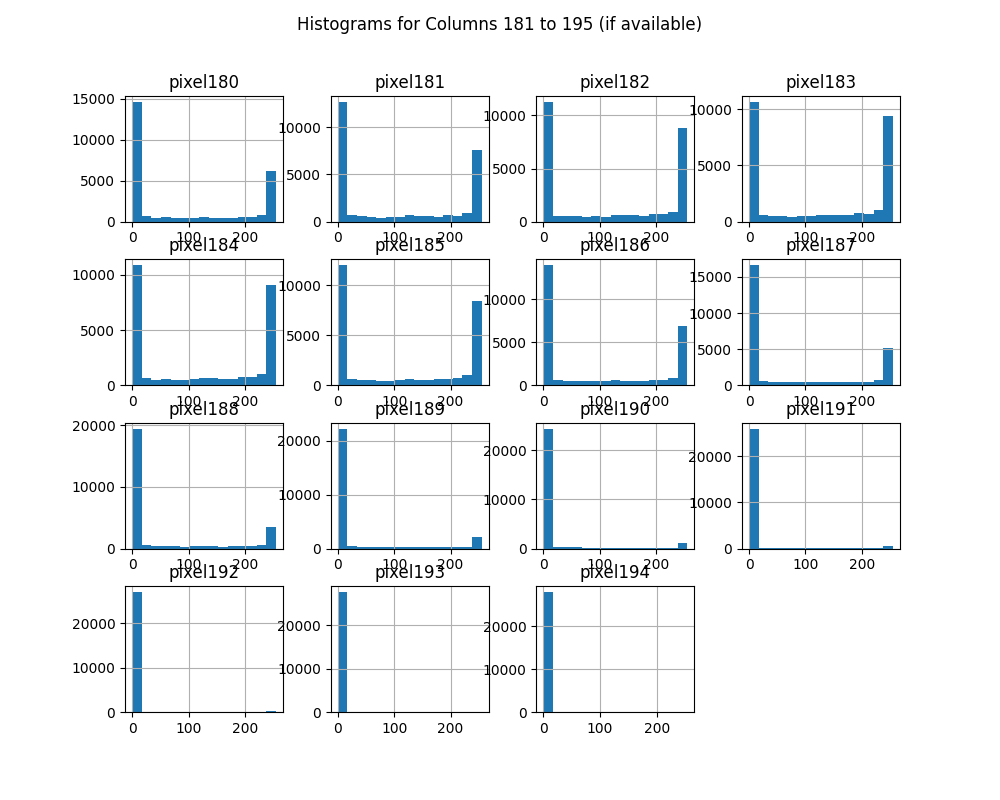 Histograms for Columns 181 to 195 (if available)
pixel180 pixel181 pixel182 pixel183
15000 10000 5000 0
10000 5000 0
10000 5000 0
10000 5000 0
0 100 200 0 100 200 0 100 200 0 100 200
pixel184 pixel185 pixel186 pixel187
10000 5000 0
10000 5000 0
10000 0
15000 10000 5000 0
0 100 200 0 100 200 0 100 200 0 100 200
pixel188 pixel189 pixel190 pixel191
20000 10000 0
20000 10000 0
20000 10000 0
20000 10000 0
0 100 200 0 100 200 0 100 200 0 100 200
pixel192 pixel193 pixel194
20000 10000 0
20000 10000 0
20000 10000 0
0 100 200 0 100 200 0 100 200